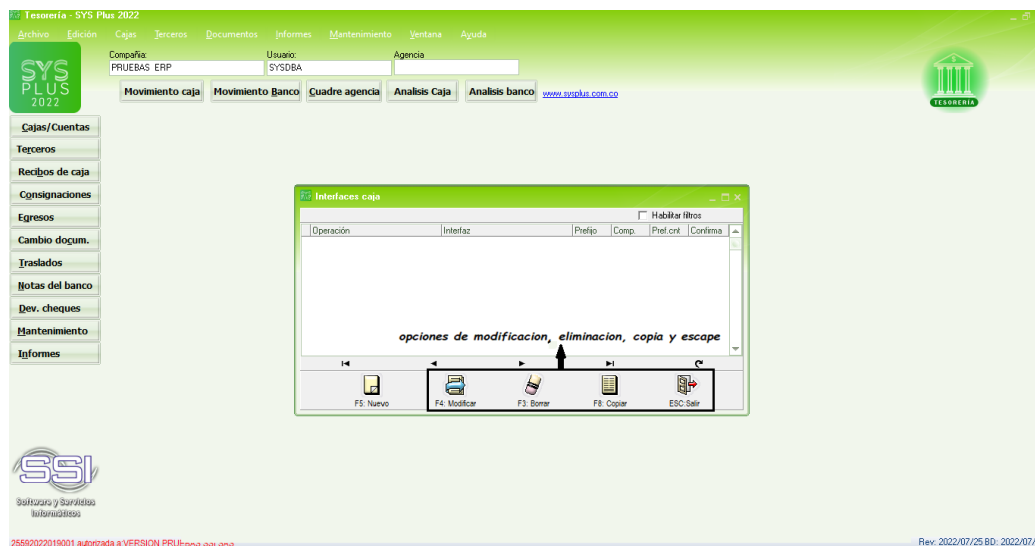 Tesorería - SYS Plus 2022
Archivo Edición Cajas Terceros Documentos Informes Mantenimiento Ventana Ayuda
Compañía: Usuario: Agencia
PRUEBAS ERP SYSDBA
SYS
PLUS
2022
Movimiento caja Movimiento Banco Cuadre agencia Analisis Caja Analisis banco www.sysplus.com.co
TESORERÍA
Cajas/Cuentas
Terceros
Recibos de caja
Consignaciones
Egresos
Cambio docum.
Traslados
Notas del banco
Dev. cheques
Mantenimiento
Informes
Interfaces caja
Habilitar filtros
Operación Interfaz Prefijo Comp. Pref.cnt Confirma
opciones de modificacion, eliminacion, copia y escape
F5: Nuevo F4: Modificar F3: Borrar F8: Copiar ESC:Salir
SSI
Software y Servicios
Informáticos
25592022019001 autorizada a:VERSION
Rev: 2022/07/25 BD: 2022/07/